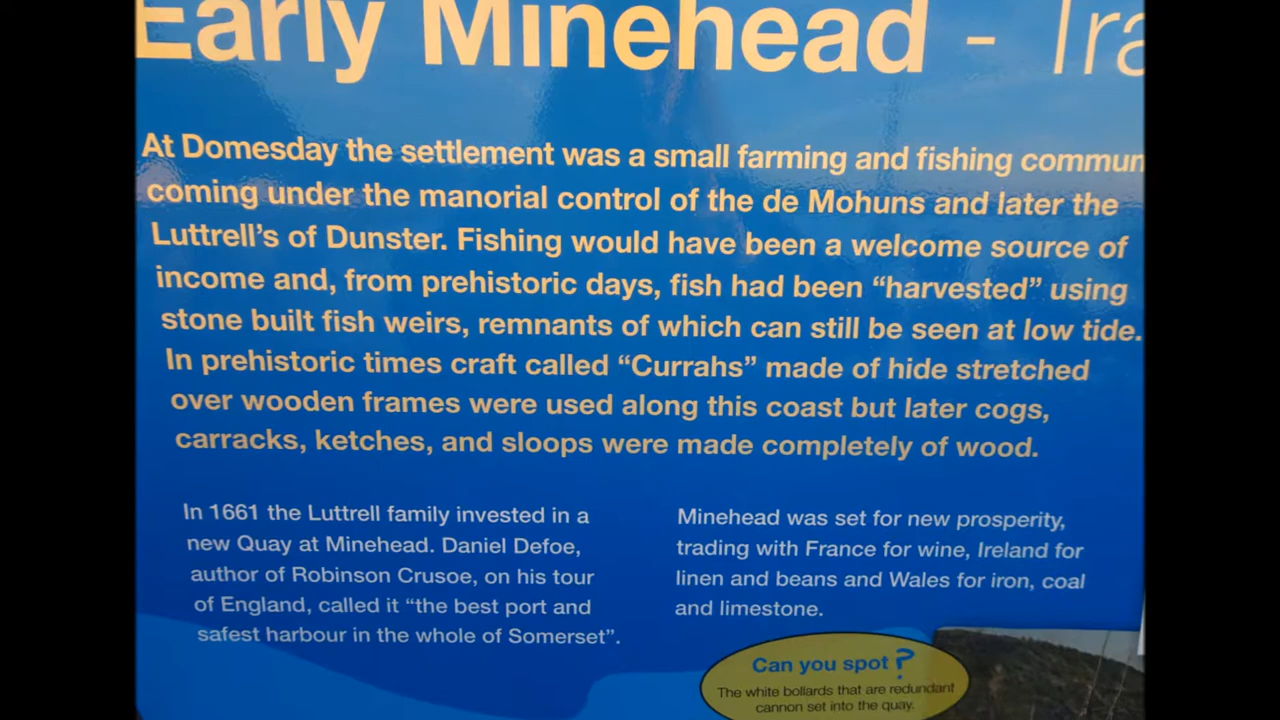 Early Minehead - Tra
At Domesday the settlement was a small farming and fishing commun
coming under the manorial control of the de Mohuns and later the
Luttrell’s of Dunster. Fishing would have been a welcome source of
income and, from prehistoric days, fish had been “harvested” using
stone built fish weirs, remnants of which can still be seen at low tide.
In prehistoric times craft called “Currahs” made of hide stretched
over wooden frames were used along this coast but later cogs,
carracks, ketches, and sloops were made completely of wood.
In 1661 the Luttrell family invested in a
new Quay at Minehead. Daniel Defoe,
author of Robinson Crusoe, on his tour
of England, called it “the best port and
safest harbour in the whole of Somerset”.
Minehead was set for new prosperity,
trading with France for wine, Ireland for
linen and beans and Wales for iron, coal
and limestone.
Can you spot ?
The white bollards that are redundant
cannon set into the quay.